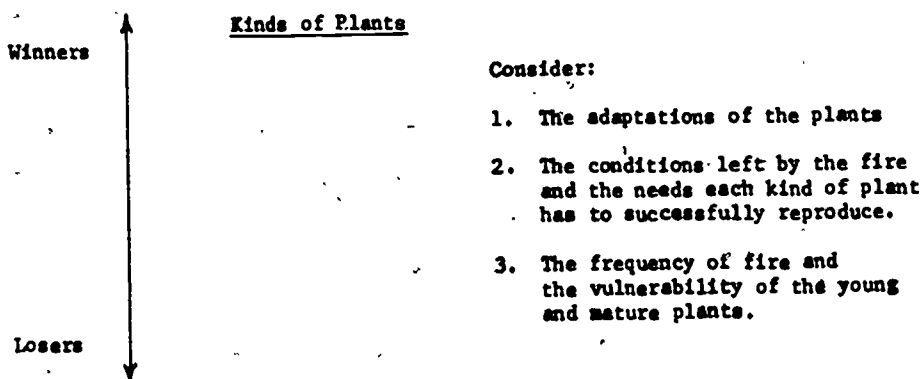 Kinds of Plants
Winners
Consider:
1. The adaptations of the plants
2. The conditions left by the fire
and the needs each kind of plant
has to successfully reproduce.
3. The frequency of fire and
the vulnerability of the young
and mature plants.
Losers